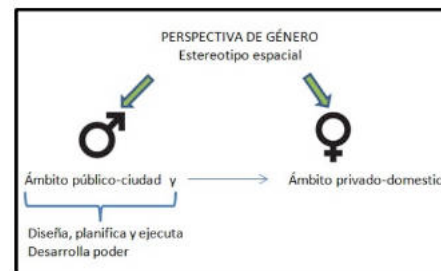 PERSPECTIVA DE GÉNERO
Estereotipo espacial
Ámbito público-ciudad y
Ámbito privado-domestic
Diseña, planifica y ejecuta
Desarrolla poder